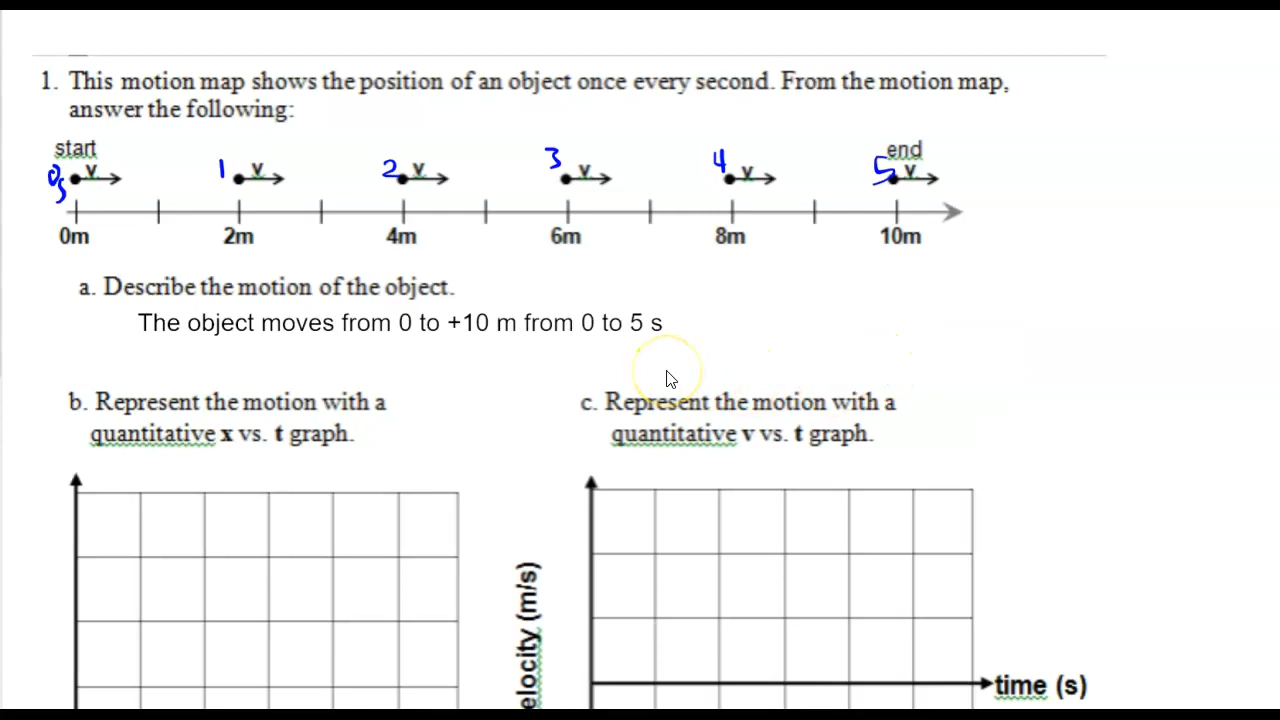 1. This motion map shows the position of an object once every second. From the motion map,
answer the following:
start end
0s v 1 v 2 v 3 v 4 v 5 v
0m 2m 4m 6m 8m 10m
a. Describe the motion of the object.
The object moves from 0 to +10 m from 0 to 5 s
b. Represent the motion with a
quantitative x vs. t graph.
c. Represent the motion with a
quantitative v vs. t graph.
elocity (m/s)
time (s)